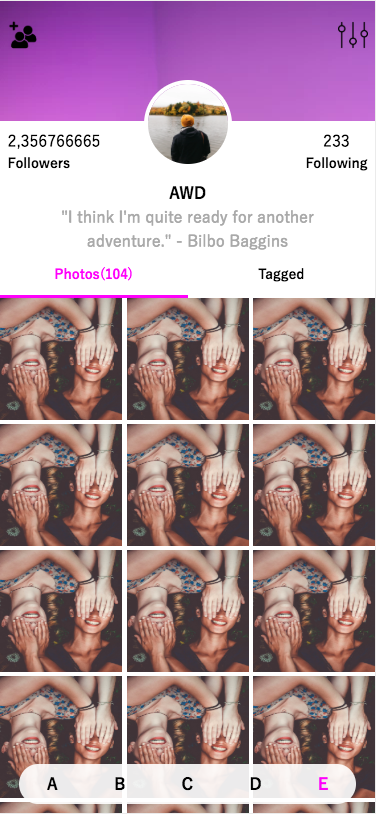 2,356766665
233
Followers
Following
AWD
"I think I'm quite ready for another
adventure." - Bilbo Baggins
Photos(104)
Tagged
A B C D E